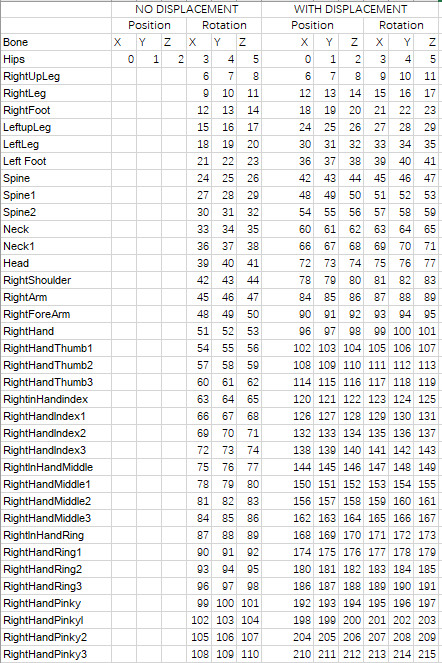 NO DISPLACEMENT WITH DISPLACEMENT
Position Rotation Position Rotation
Bone X Y Z X Y Z X Y Z X Y Z
Hips 0 1 2 3 4 5 0 1 2 3 4 5
RightUpLeg 6 7 8 6 7 8 9 10 11
RightLeg 9 10 11 12 13 14 15 16 17
RightFoot 12 13 14 18 19 20 21 22 23
LeftupLeg 15 16 17 24 25 26 27 28 29
LeftLeg 18 19 20 30 31 32 33 34 35
Left Foot 21 22 23 36 37 38 39 40 41
Spine 24 25 26 42 43 44 45 46 47
Spine1 27 28 29 48 49 50 51 52 53
Spine2 30 31 32 54 55 56 57 58 59
Neck 33 34 35 60 61 62 63 64 65
Neck1 36 37 38 66 67 68 69 70 71
Head 39 40 41 72 73 74 75 76 77
RightShoulder 42 43 44 78 79 80 81 82 83
RightArm 45 46 47 84 85 86 87 88 89
RightForeArm 48 49 50 90 91 92 93 94 95
RightHand 51 52 53 96 97 98 99 100 101
RightHandThumb1 54 55 56 102 103 104 105 106 107
RightHandThumb2 57 58 59 108 109 110 111 112 113
RightHandThumb3 60 61 62 114 115 116 117 118 119
RightinHandindex 63 64 65 120 121 122 123 124 125
RightHandIndex1 66 67 68 126 127 128 129 130 131
RightHandIndex2 69 70 71 132 133 134 135 136 137
RightHandIndex3 72 73 74 138 139 140 141 142 143
RightInHandMiddle 75 76 77 144 145 146 147 148 149
RightHandMiddle1 78 79 80 150 151 152 153 154 155
RightHandMiddle2 81 82 83 156 157 158 159 160 161
RightHandMiddle3 84 85 86 162 163 164 165 166 167
RightInHandRing 87 88 89 168 169 170 171 172 173
RightHandRing1 90 91 92 174 175 176 177 178 179
RightHandRing2 93 94 95 180 181 182 183 184 185
RightHandRing3 96 97 98 186 187 188 189 190 191
RightHandPinky 99 100 101 192 193 194 195 196 197
RightHandPinkyl 102 103 104 198 199 200 201 202 203
RightHandPinky2 105 106 107 204 205 206 207 208 209
RightHandPinky3 108 109 110 210 211 212 213 214 215